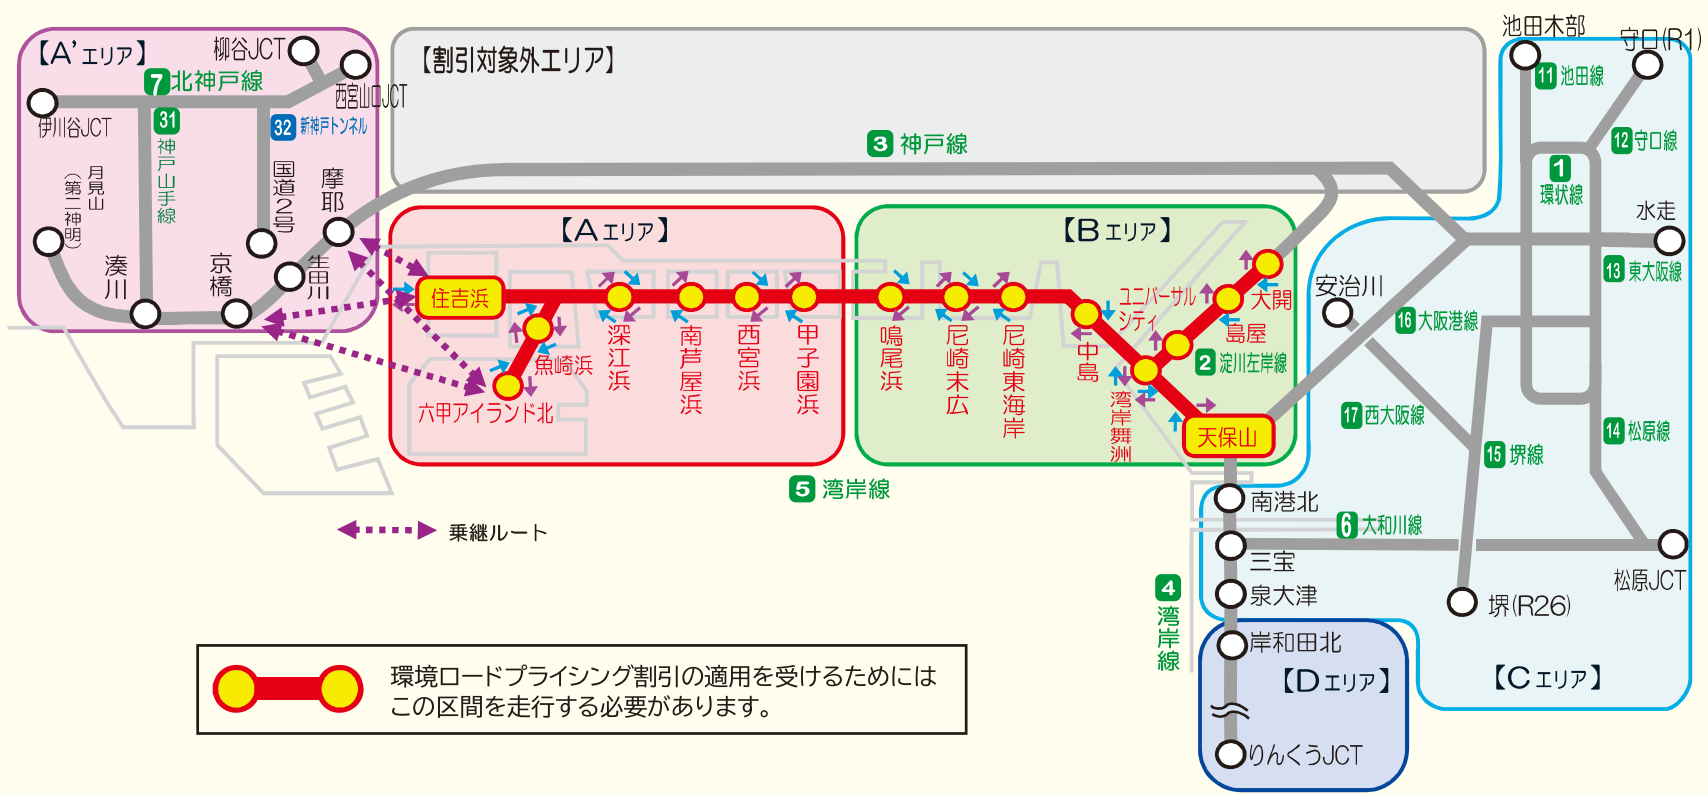 【A’エリア】
柳谷JCT
7 北神戸線
西宮山口JCT
伊川谷JCT
31 神戸山手線
32 新神戸トンネル
月見山
（第二神明）
国道2号
摩耶
湊川
京橋
生田川
【割引対象外エリア】
3 神戸線
【Aエリア】
住吉浜
魚崎浜
六甲アイランド北
深江浜
南芦屋浜
西宮浜
甲子園浜
【Bエリア】
鳴尾浜
尼崎末広
尼崎東海岸
中島
ユニバーサル
シティ
大開
島屋
2 淀川左岸線
湾岸舞洲
天保山
5 湾岸線
乗継ルート
池田木部
守口(R1)
11 池田線
12 守口線
1
環状線
水走
13 東大阪線
安治川
16 大阪港線
17 西大阪線
14 松原線
15 堺線
南港北
6 大和川線
三宝
松原JCT
4 湾岸線
泉大津
堺(R26)
岸和田北
【Cエリア】
【Dエリア】
りんくうJCT
環境ロードプライシング割引の適用を受けるためには
この区間を走行する必要があります。